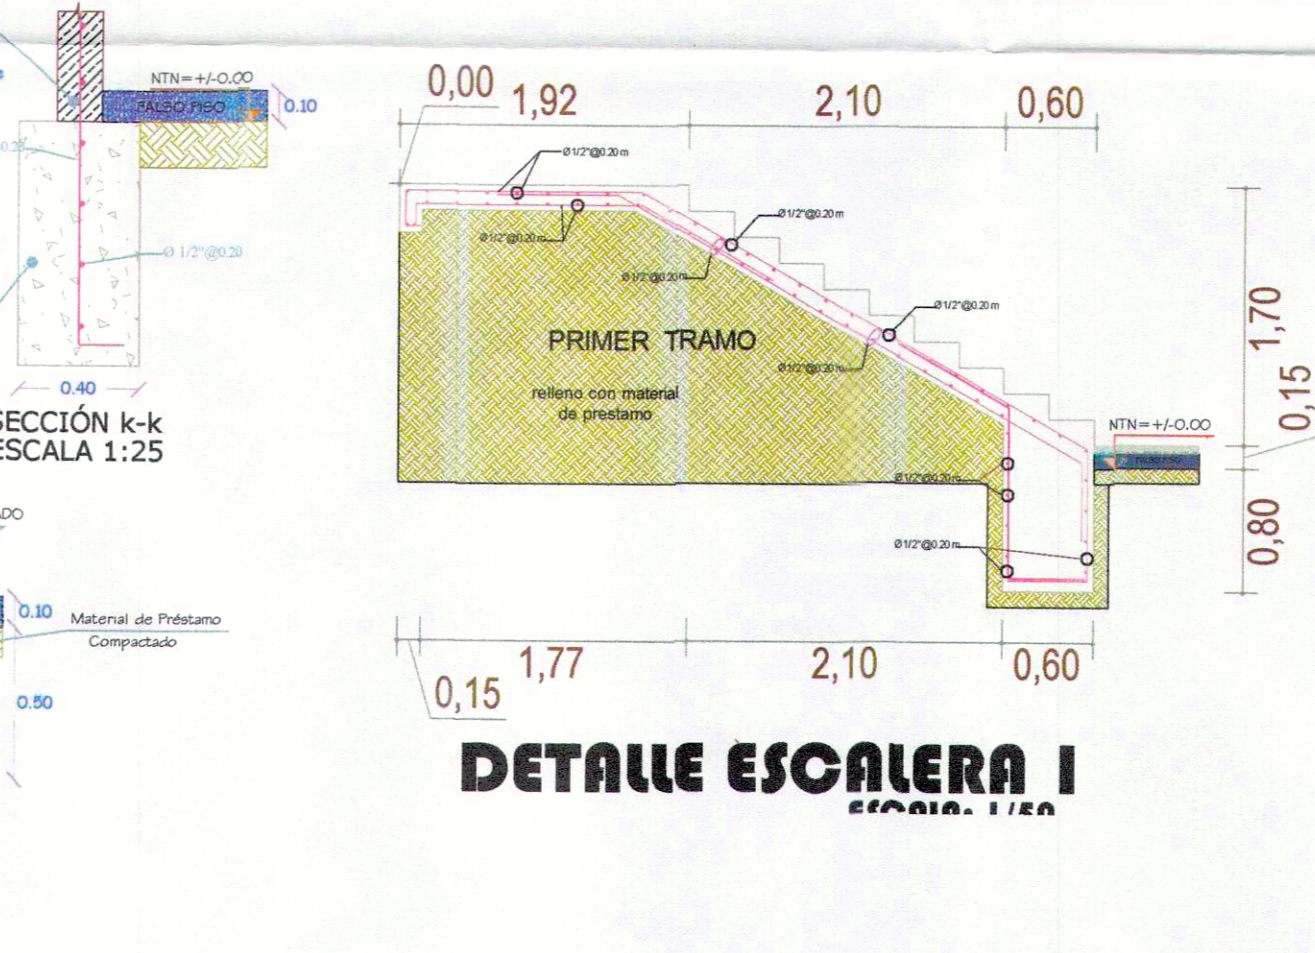 NTN=+/-0.00
FALSO PISO
0.10
Ø 1/2"@0.20
0.40
SECCIÓN k-k
ESCALA 1:25
0.10
Material de Préstamo
Compactado
0.50
0,00
1,92
2,10
0,60
Ø1/2"@0.20m
Ø1/2"@0.20m
Ø1/2"@0.20m
Ø1/2"@0.20m
Ø1/2"@0.20m
Ø1/2"@0.20m
PRIMER TRAMO
relleno con material
de prestamo
Ø1/2"@0.20m
Ø1/2"@0.20m
NTN=+/-0.00
1,70
0,15
0,80
1,77
2,10
0,60
0,15
DETALLE ESCALERA I
ESCALA: 1/50